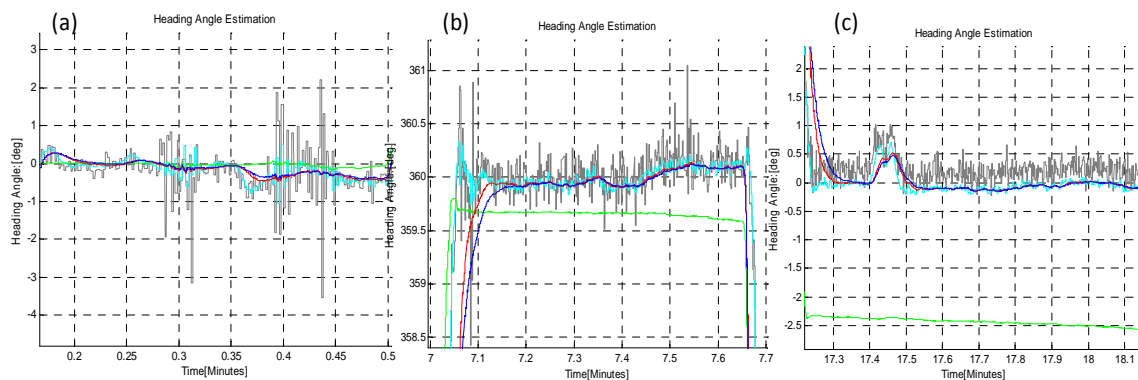 (a)
Heading Angle Estimation
3
2
1
0
-1
-2
-3
-4
Heading Angle:[deg]
0.2 0.25 0.3 0.35 0.4 0.45 0.5
Time[Minutes]
(b)
Heading Angle Estimation
361
360.5
360
359.5
359
358.5
Heading Angle:[deg]
7 7.1 7.2 7.3 7.4 7.5 7.6 7.7
Time[Minutes]
(c)
Heading Angle Estimation
2
1.5
1
0.5
0
-0.5
-1
-1.5
-2
-2.5
Heading Angle:[deg]
17.3 17.4 17.5 17.6 17.7 17.8 17.9 18 18.1
Time[Minutes]